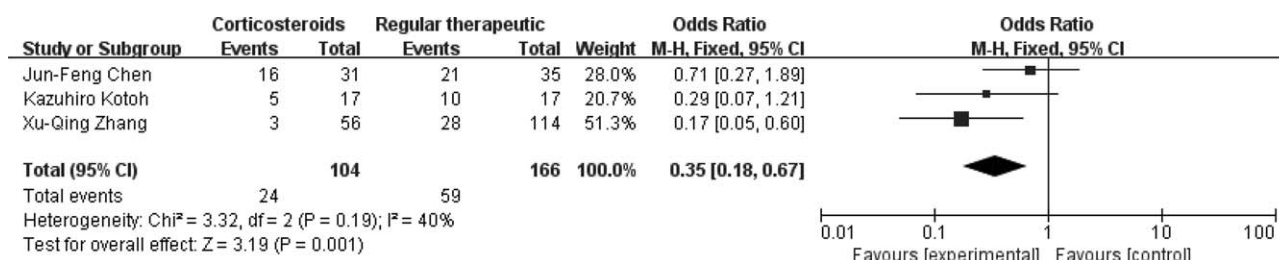 Corticosteroids Regular therapeutic Odds Ratio Odds Ratio
Study or Subgroup Events Total Events Total Weight M-H, Fixed, 95% CI M-H, Fixed, 95% CI
Jun-Feng Chen 16 31 21 35 28.0% 0.71 [0.27, 1.89]
Kazuhiro Kotoh 5 17 10 17 20.7% 0.29 [0.07, 1.21]
Xu-Qing Zhang 3 56 28 114 51.3% 0.17 [0.05, 0.60]
Total (95% CI) 104 166 100.0% 0.35 [0.18, 0.67]
Total events 24 59
Heterogeneity: Chi² = 3.32, df = 2 (P = 0.19); I² = 40%
Test for overall effect: Z = 3.19 (P = 0.001)
0.01 0.1 1 10 100
Favours [experimental] Favours [control]